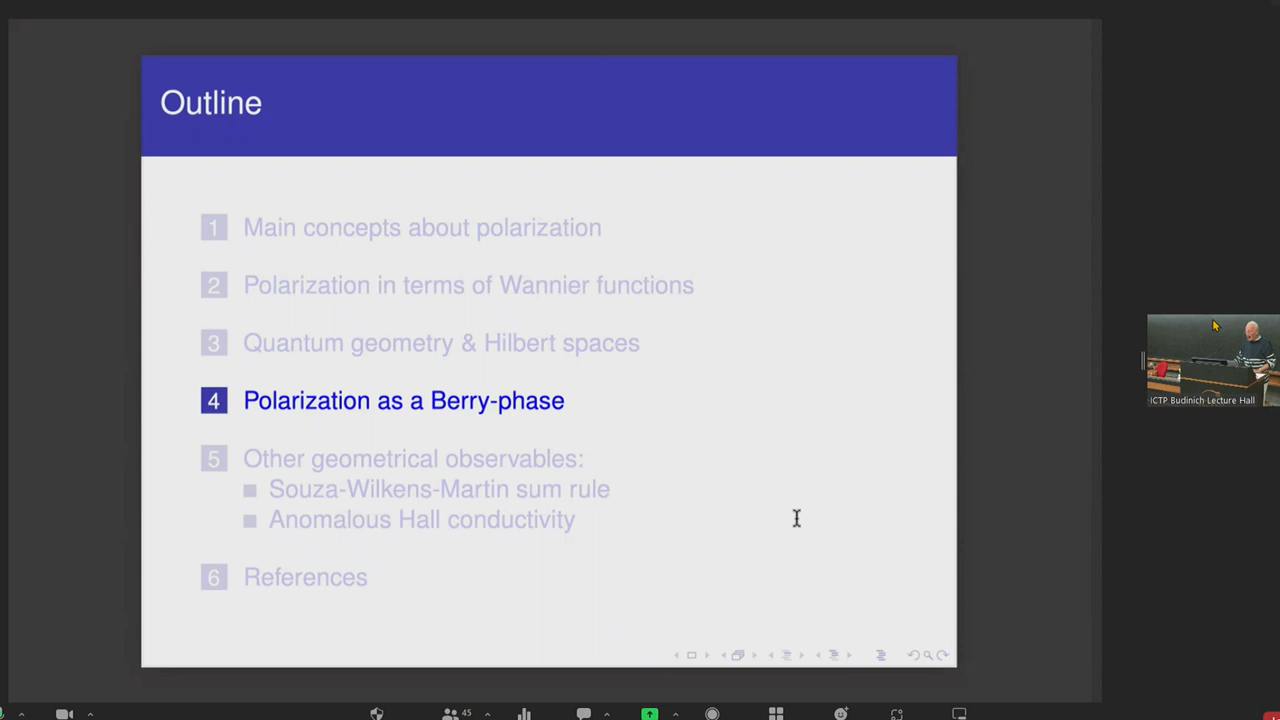 Outline
1 Main concepts about polarization
2 Polarization in terms of Wannier functions
3 Quantum geometry & Hilbert spaces
4 Polarization as a Berry-phase
5 Other geometrical observables:
Souza-Wilkens-Martin sum rule
Anomalous Hall conductivity
6 References
ICTP Budinich Lecture Hall
45